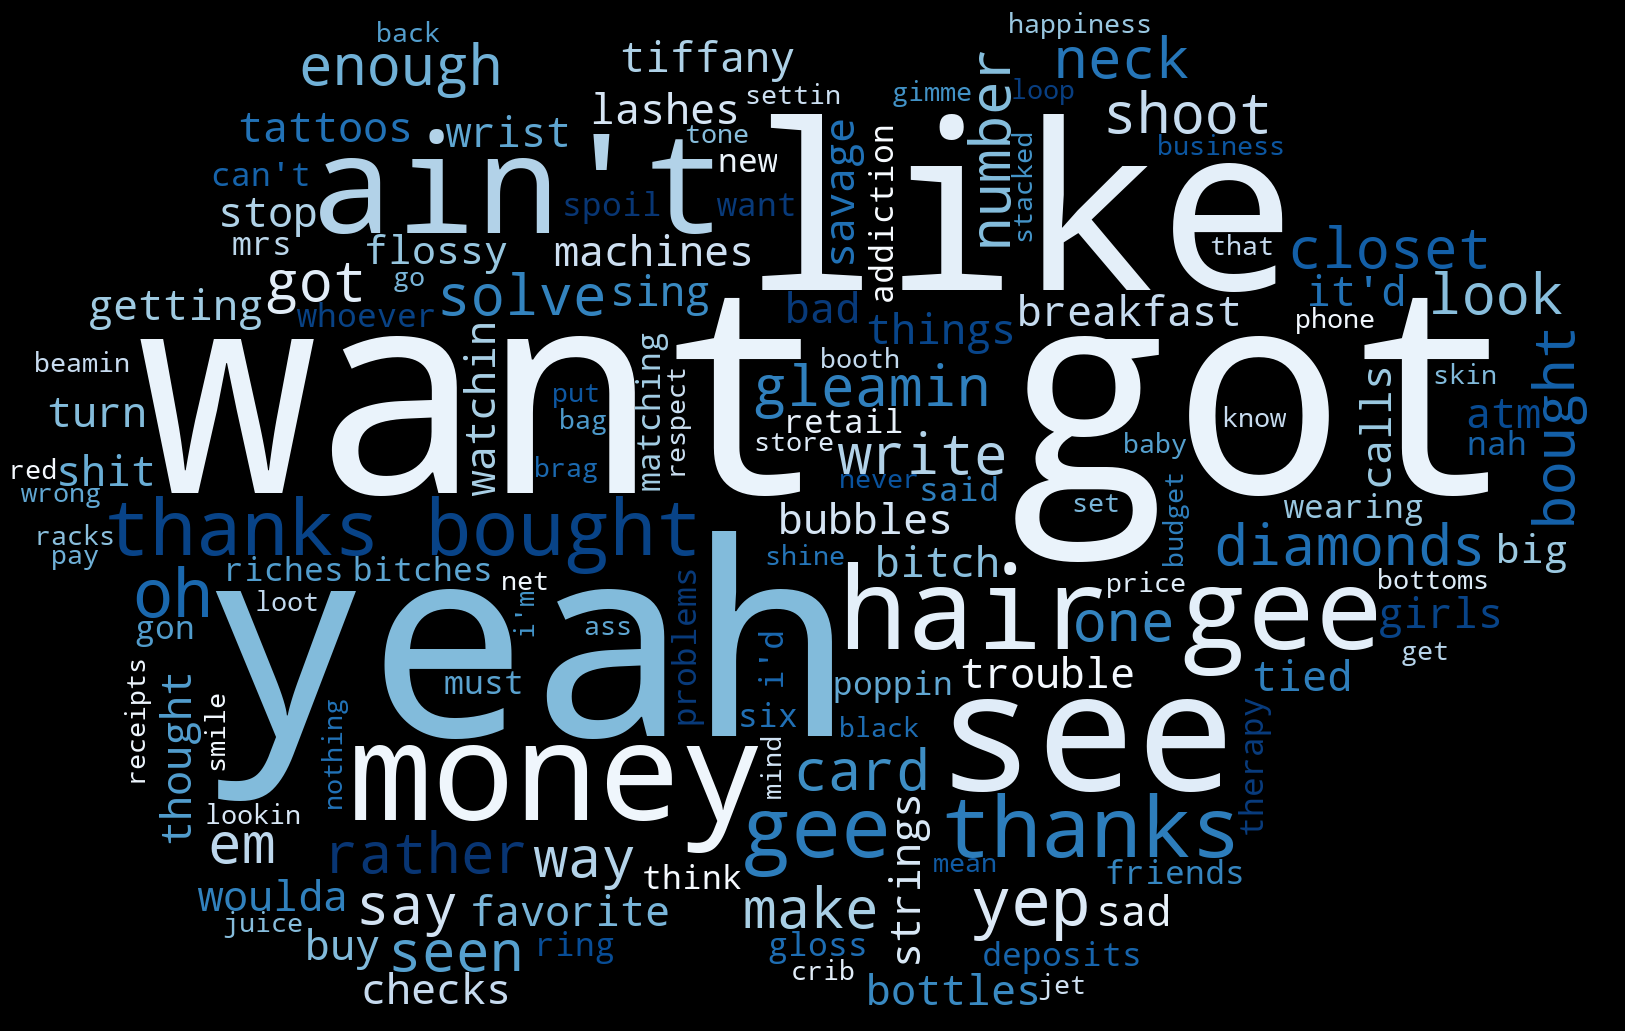 happiness
back
enough
tiffany
number
neck
lashes
settin
gimme
loop
shoot
tattoos
wrist
tone
like
ain't
new
savage
addiction
stacked
business
can't
stop
spoil
want
mrs
flossy
machines
that
closet
got
go
solve
sing
it'd
look
getting
whoever
bad
things
breakfast
phone
want
got
beamin
watchin
matching
respect
booth
skin
bought
turn
put
bag
gleamin
retail
know
calls
atm
store
write
baby
nah
red
shit
brag
never
said
wrong
set
budget
wearing
racks
pay
thanks bought
bubbles
diamonds
big
riches
bitches
net
shine
bitch
price
bottoms
oh
loot
i'm
yeah
hair
gee
gon
ass
problems
one
girls
get
thought
receipts
smile
must
i'd
poppin
trouble
tied
six
black
see
therapy
nothing
money
mind
card
lookin
em
gee
strings
thanks
rather
way
think
mean
friends
woulda
say
favorite
make
yep
sad
juice
buy
seen
ring
gloss
deposits
checks
crib
bottles
jet